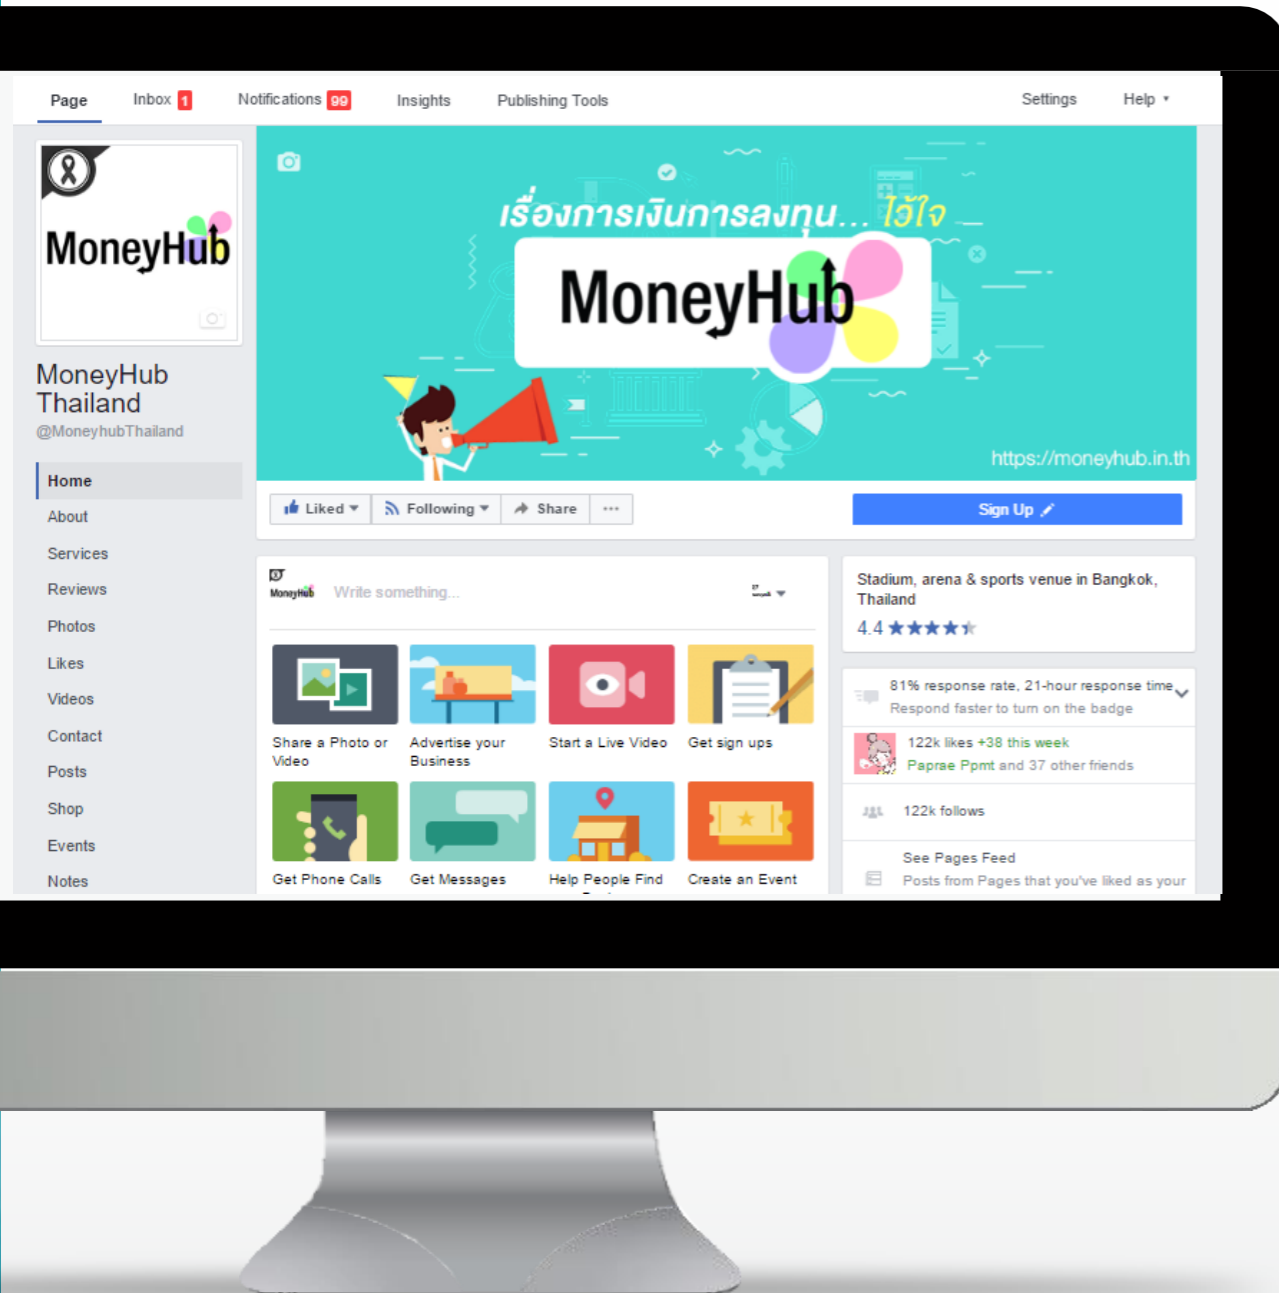 Page
Inbox 1
Notifications 99
Insights
Publishing Tools
Settings
Help
MoneyHub
MoneyHub
Thailand
@MoneyhubThailand
Home
About
Services
Reviews
Photos
Likes
Videos
Contact
Posts
Shop
Events
Notes
เรื่องการเงินการลงทุน... ไว้ใจ
MoneyHub
https://moneyhub.in.th
Liked
Following
Share
...
Sign Up
MoneyHub
Write something...
Share a Photo or
Video
Advertise your
Business
Start a Live Video
Get sign ups
Get Phone Calls
Get Messages
Help People Find
Create an Event
Stadium, arena & sports venue in Bangkok,
Thailand
4.4
81% response rate, 21-hour response time
Respond faster to turn on the badge
122k likes +38 this week
Paprae Ppmt and 37 other friends
122k follows
See Pages Feed
Posts from Pages that you've liked as your